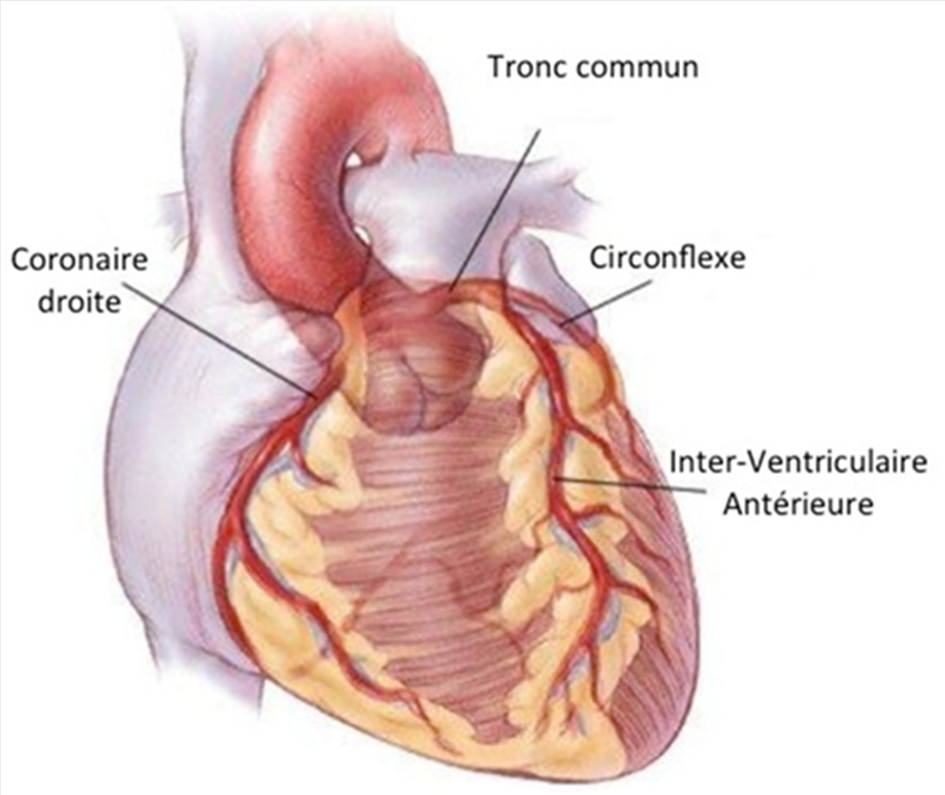 Tronc commun
Coronaire
droite
Circonflexe
Inter-Ventriculaire
Antérieure